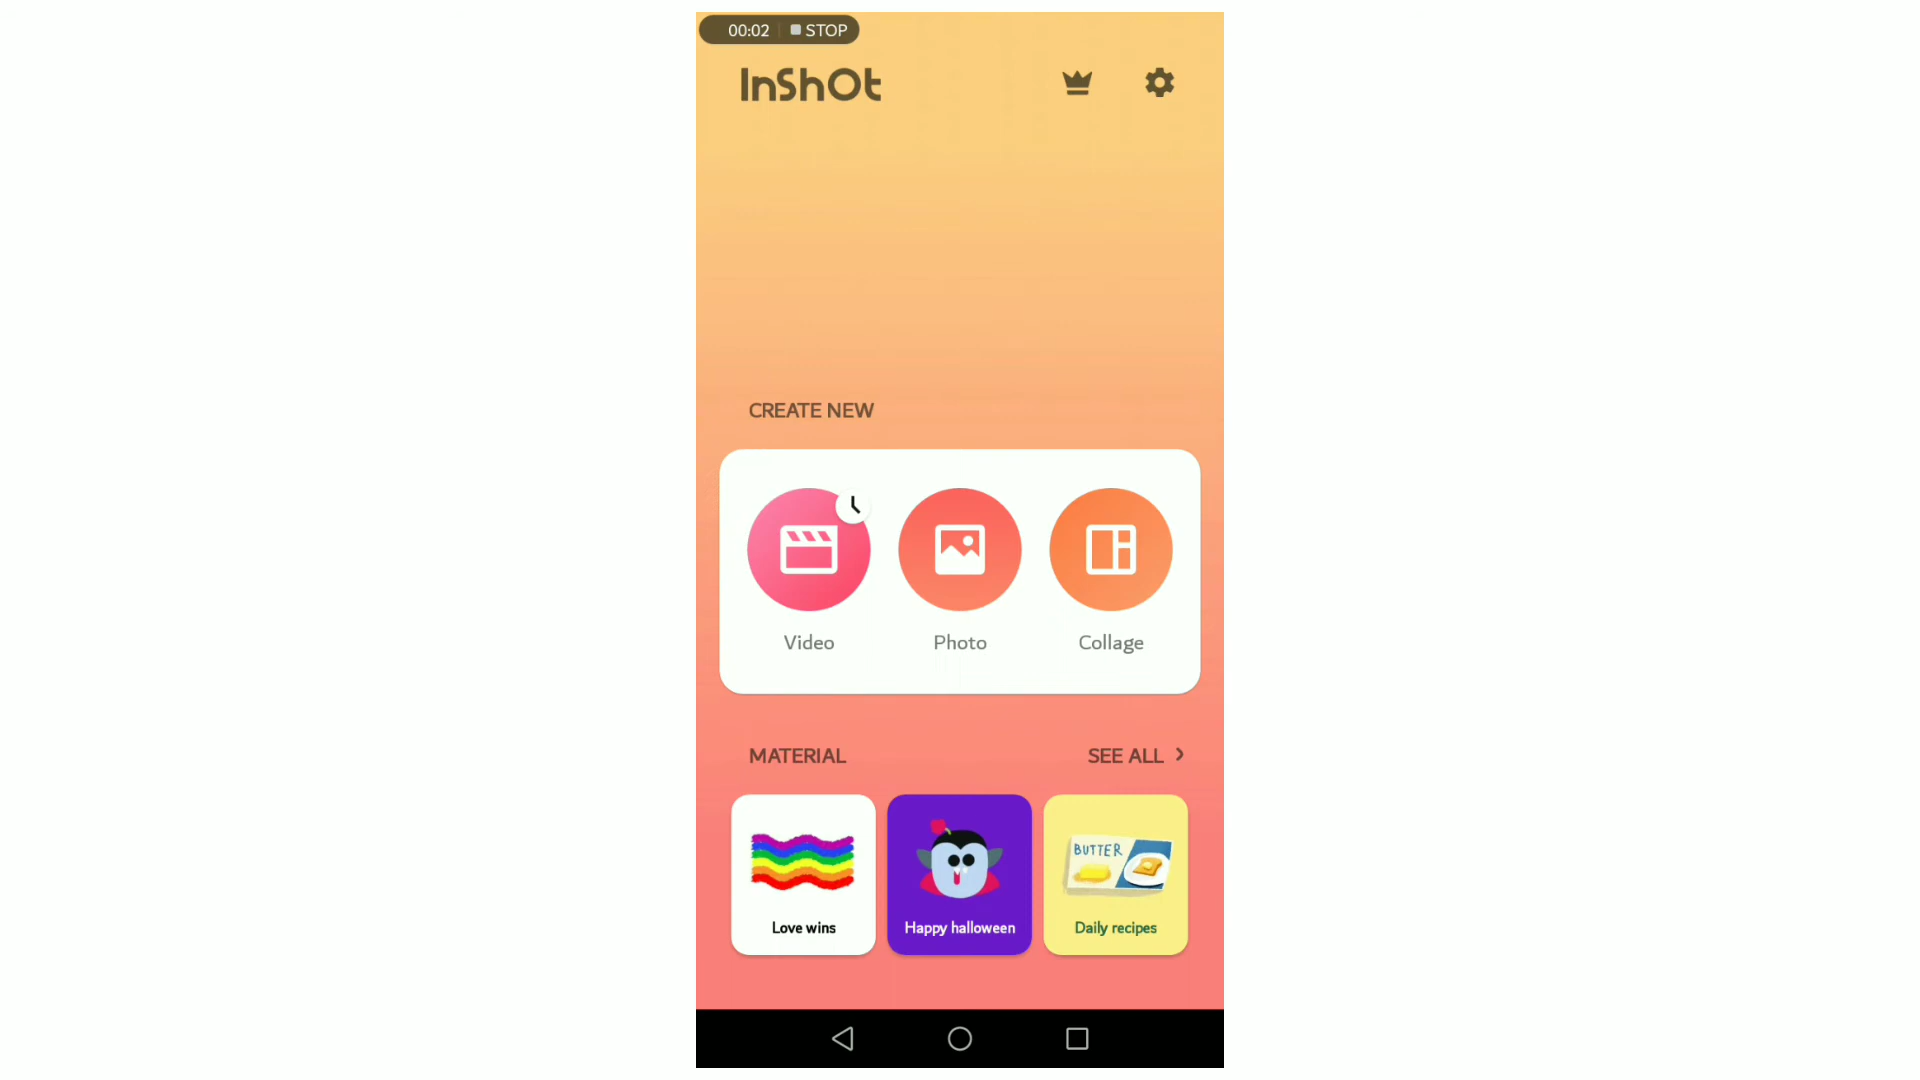 00:02 STOP
InShOt
CREATE NEW
Video Photo Collage
MATERIAL SEE ALL
BUTTER
Love wins Happy halloween Daily recipes